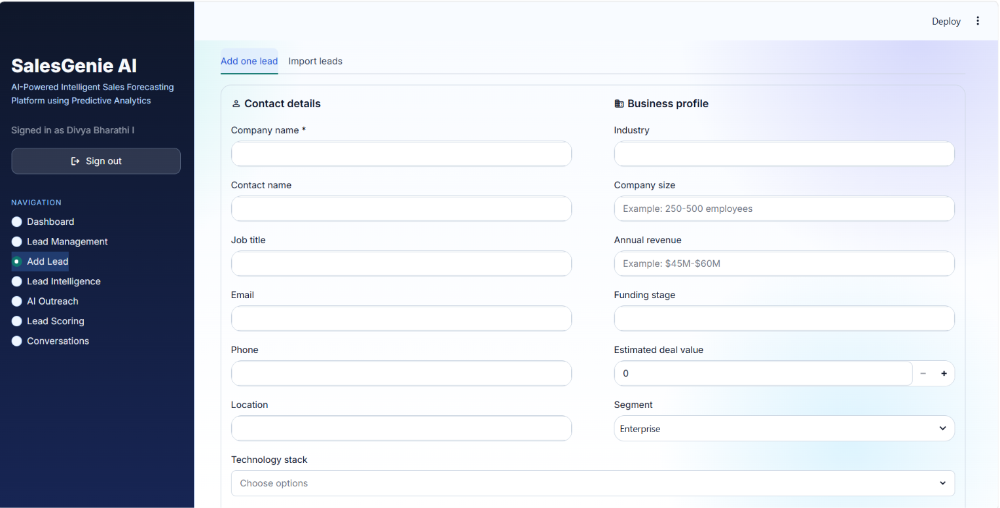 Deploy
SalesGenie AI
AI-Powered Intelligent Sales Forecasting
Platform using Predictive Analytics
Signed in as Divya Bharathi I
Sign out
NAVIGATION
Dashboard
Lead Management
Add Lead
Lead Intelligence
AI Outreach
Lead Scoring
Conversations
Add one lead
Import leads
Contact details
Company name *
Contact name
Job title
Email
Phone
Location
Business profile
Industry
Company size
Example: 250-500 employees
Annual revenue
Example: $45M-$60M
Funding stage
Estimated deal value
0
Segment
Enterprise
Technology stack
Choose options